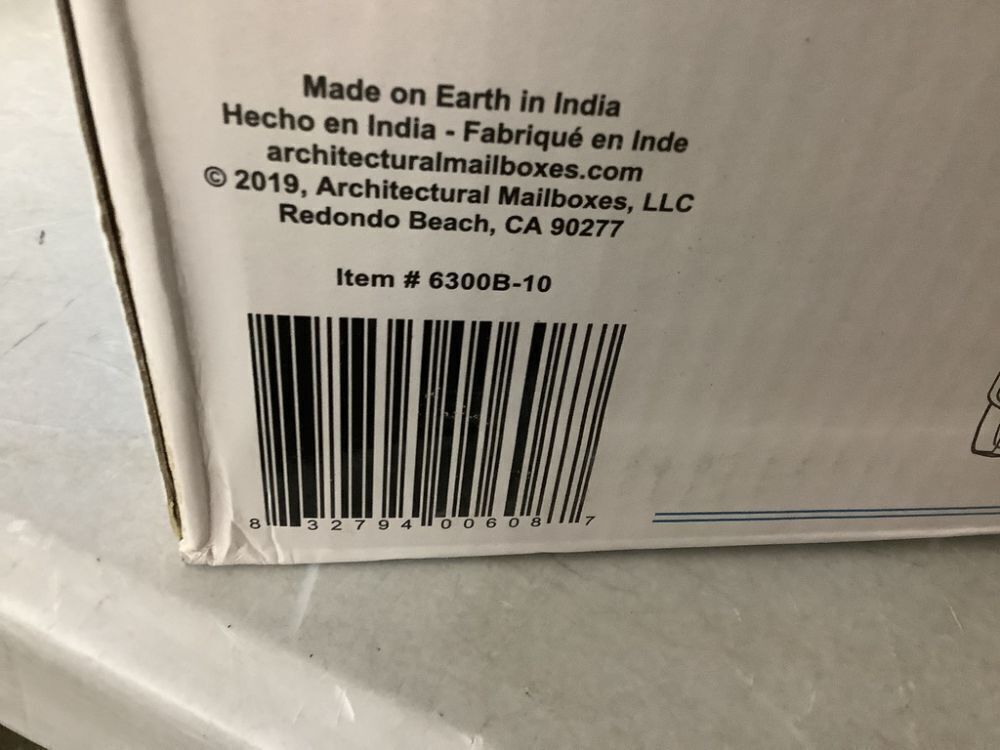 Made on Earth in India
Hecho en India - Fabriqué en Inde
architecturalmailboxes.com
© 2019, Architectural Mailboxes, LLC
Redondo Beach, CA 90277
Item # 6300B-10
8 32794 00608 7